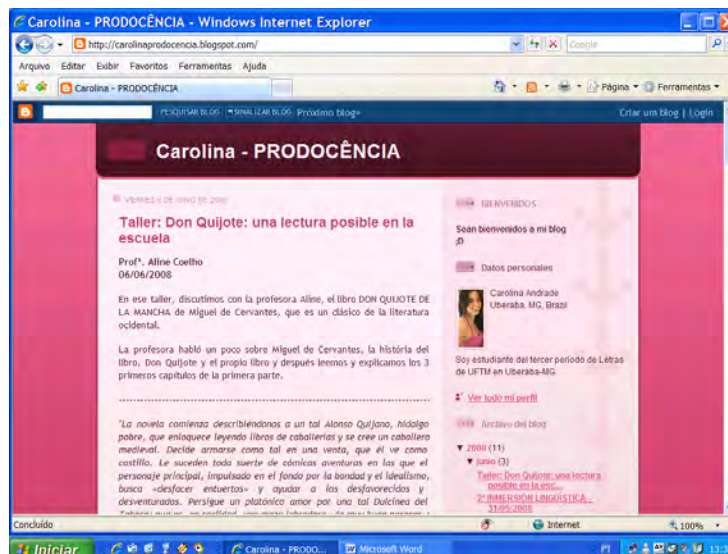 Carolina - PRODOCÊNCIA - Windows Internet Explorer
http://carolinaprodocencia.blogspot.com/
Google
Arquivo Editar Exibir Favoritos Ferramentas Ajuda
Carolina - PRODOCÊNCIA
Página Ferramentas
PESQUISAR BLOG SINALIZAR BLOG Próximo blog»
Criar um blog | Login
Carolina - PRODOCÊNCIA
VIERNES 6 DE JUNIO DE 2008
Taller: Don Quijote: una lectura posible en la
escuela
Profª. Aline Coelho
06/06/2008
En ese taller, discutimos con la profesora Aline, el libro DON QUIJOTE DE
LA MANCHA de Miguel de Cervantes, que es un clásico de la literatura
ocidental.
La profesora habló un poco sobre Miguel de Cervantes, la história del
libro, Don Quijote y el propio libro y después leemos y explicamos los 3
primeros capítulos de la primera parte.
"La novela comienza describiéndonos a un tal Alonso Quijano, hidalgo
pobre, que enloquece leyendo libros de caballerías y se cree un caballero
medieval. Decide armarse como tal en una venta, que él ve como
castillo. Le suceden toda suerte de cómicas aventuras en las que el
personaje principal, impulsado en el fondo por la bondad y el idealismo,
busca «desfacer entuertos» y ayudar a los desfavorecidos y
desventurados. Persigue un platónico amor por una tal Dulcinea del
BIENVENIDOS
Sean bienvenidos a mi blog
;D
Datos personales
Carolina Andrade
Uberaba, MG, Brazil
Soy estudiante del tercer período de Letras
de UFTM en Uberaba-MG
Ver todo mi perfil
Archivo del blog
▼ 2008 (11)
▼ junio (3)
Taller: Don Quijote: una lectura
posible en la esc...
2ª INMERSIÓN LINGUÍSTICA -
31/05/2008
Concluído
Internet
100%
Iniciar
Carolina - PRODO...
Microsoft Word
PT